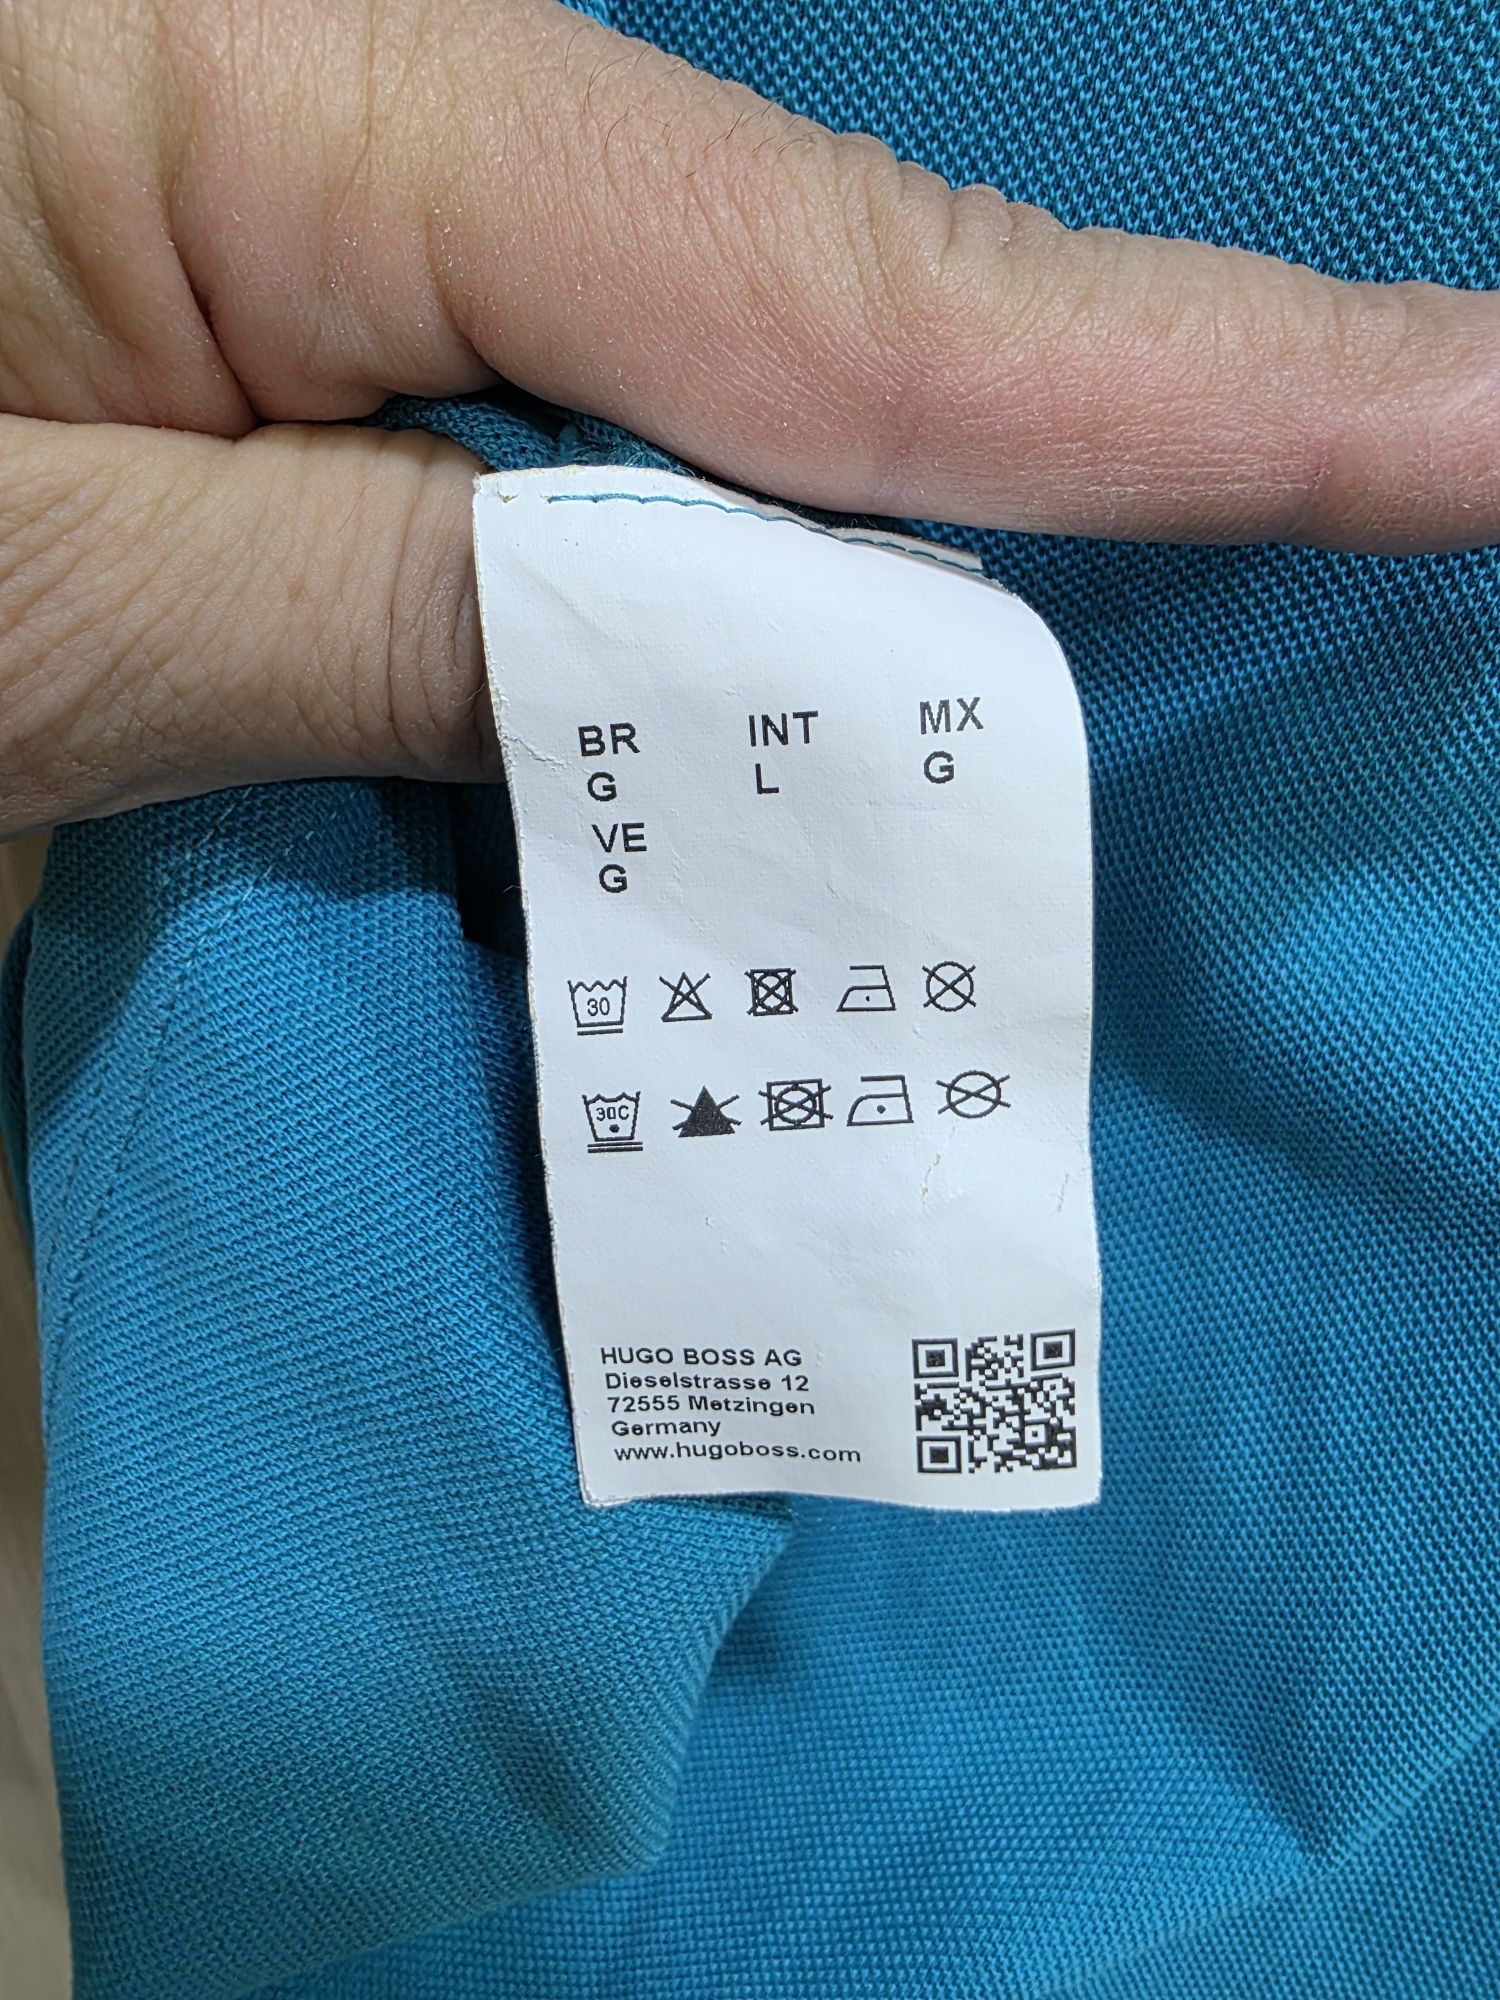 BR INT MX
G L G
VE
G
30
30C
HUGO BOSS AG
Dieselstrasse 12
72555 Metzingen
Germany
www.hugoboss.com